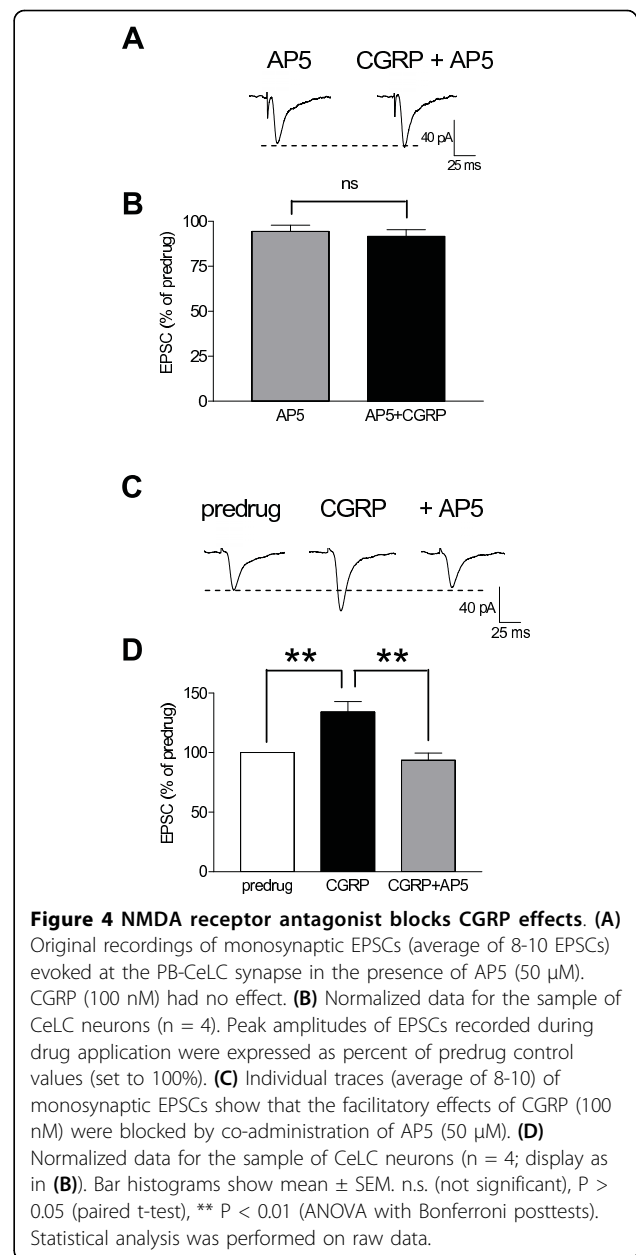 A
AP5 CGRP + AP5
40 pA
25 ms
B
ns
EPSC (% of predrug)
100
75
50
25
0
AP5 AP5+CGRP
C
predrug CGRP + AP5
40 pA
25 ms
D
** **
EPSC (% of predrug)
150
100
50
0
predrug CGRP CGRP+AP5
Figure 4 NMDA receptor antagonist blocks CGRP effects. (A)
Original recordings of monosynaptic EPSCs (average of 8-10 EPSCs)
evoked at the PB-CeLC synapse in the presence of AP5 (50 μM).
CGRP (100 nM) had no effect. (B) Normalized data for the sample of
CeLC neurons (n = 4). Peak amplitudes of EPSCs recorded during
drug application were expressed as percent of predrug control
values (set to 100%). (C) Individual traces (average of 8-10) of
monosynaptic EPSCs show that the facilitatory effects of CGRP (100
nM) were blocked by co-administration of AP5 (50 μM). (D)
Normalized data for the sample of CeLC neurons (n = 4; display as
in (B)). Bar histograms show mean ± SEM. n.s. (not significant), P >
0.05 (paired t-test), ** P < 0.01 (ANOVA with Bonferroni posttests).
Statistical analysis was performed on raw data.